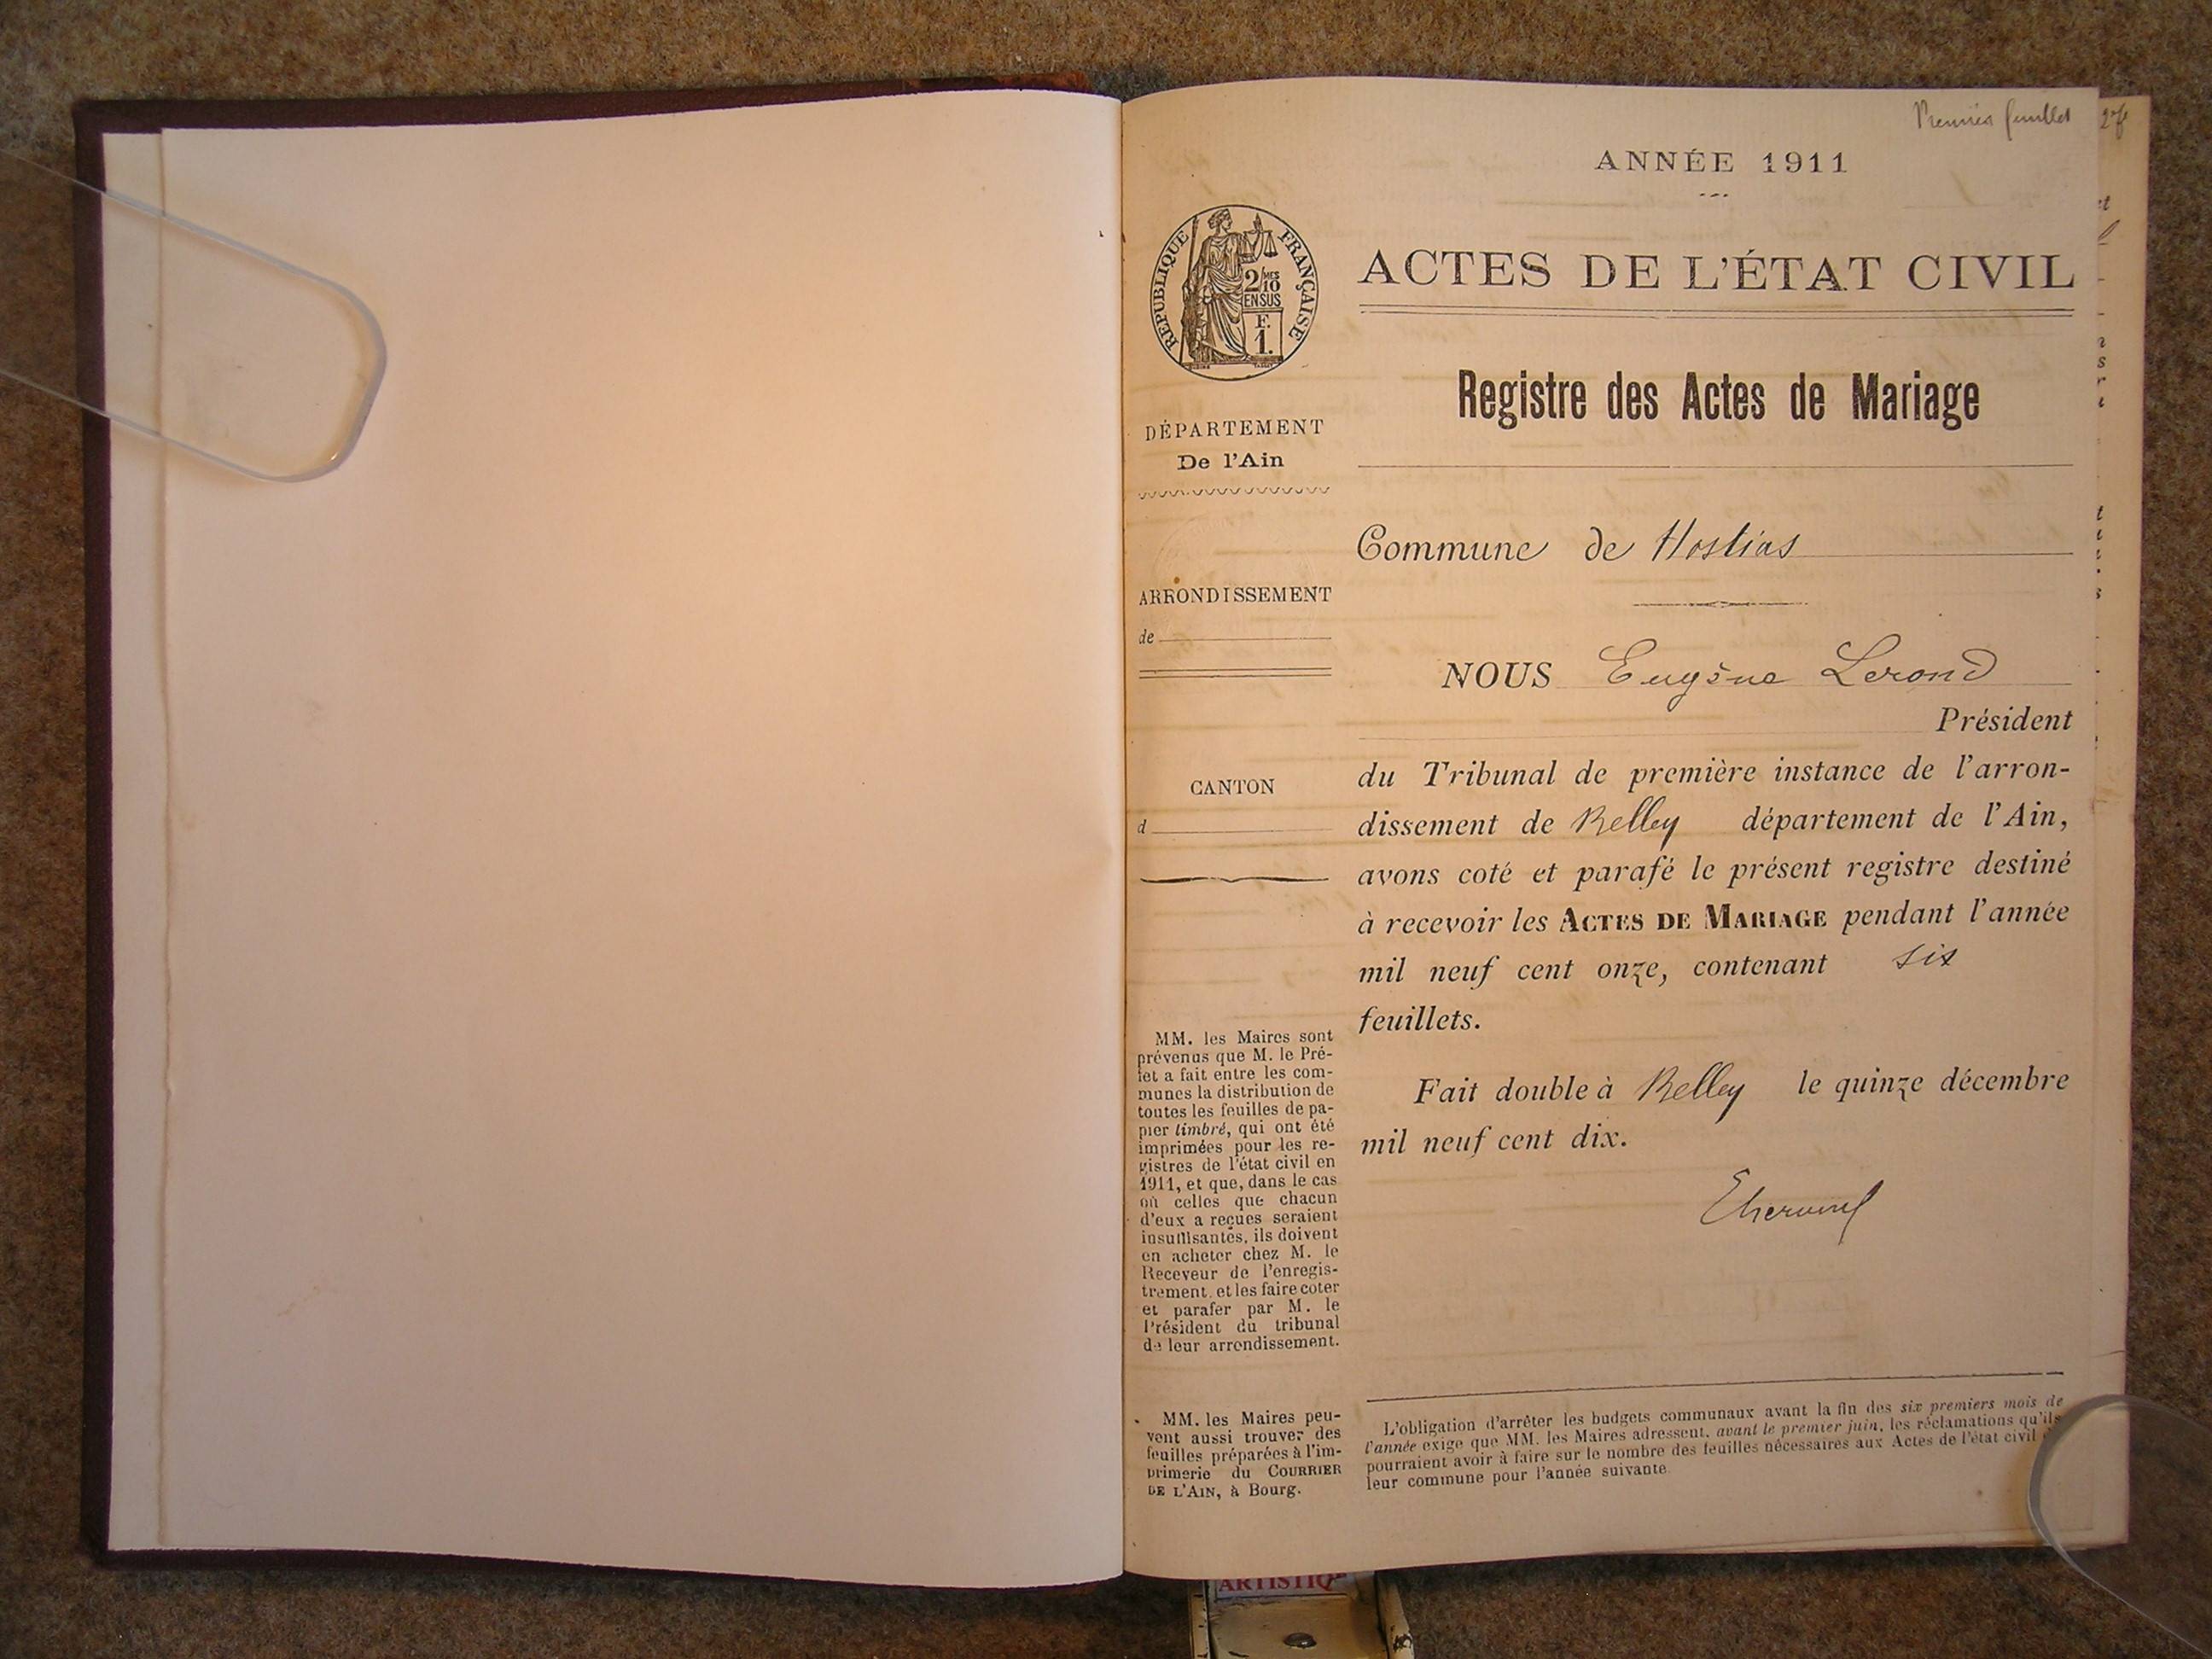 Premier feuillet
2e f
ANNÉE 1911
ACTES DE L'ÉTAT CIVIL
RÉPUBLIQUE FRANÇAISE
2/MES
10
EN SUS
F.
1.
Registre des Actes de Mariage
DÉPARTEMENT
De l'Ain
Commune de Hostias
ARRONDISSEMENT
de
NOUS Eugène Lerond
Président
du Tribunal de première instance de l'arron-
CANTON
d
dissement de Belley département de l'Ain,
avons coté et parafé le présent registre destiné
à recevoir les ACTES DE MARIAGE pendant l'année
mil neuf cent onze, contenant six
feuillets.
Fait double à Belley le quinze décembre
mil neuf cent dix.
MM. les Maires sont
prévenus que M. le Pré-
fet a fait entre les com-
munes la distribution de
toutes les feuilles de pa-
pier timbré, qui ont été
imprimées pour les re-
gistres de l'état civil en
1911, et que, dans le cas
où celles que chacun
d'eux a reçues seraient
insuffisantes, ils doivent
en acheter chez M. le
Receveur de l'enregis-
trement, et les faire coter
et parafer par M. le
Président du tribunal
de leur arrondissement.
MM. les Maires peu-
vent aussi trouver des
feuilles préparées à l'im-
primerie du COURRIER
DE L'AIN, à Bourg.
L'obligation d'arrêter les budgets communaux avant la fin des six premiers mois de
l'année exige que MM. les Maires adressent, avant le premier juin, les réclamations qu'ils
pourraient avoir à faire sur le nombre des feuilles nécessaires aux Actes de l'état civil
leur commune pour l'année suivante.
ARTISTIQ